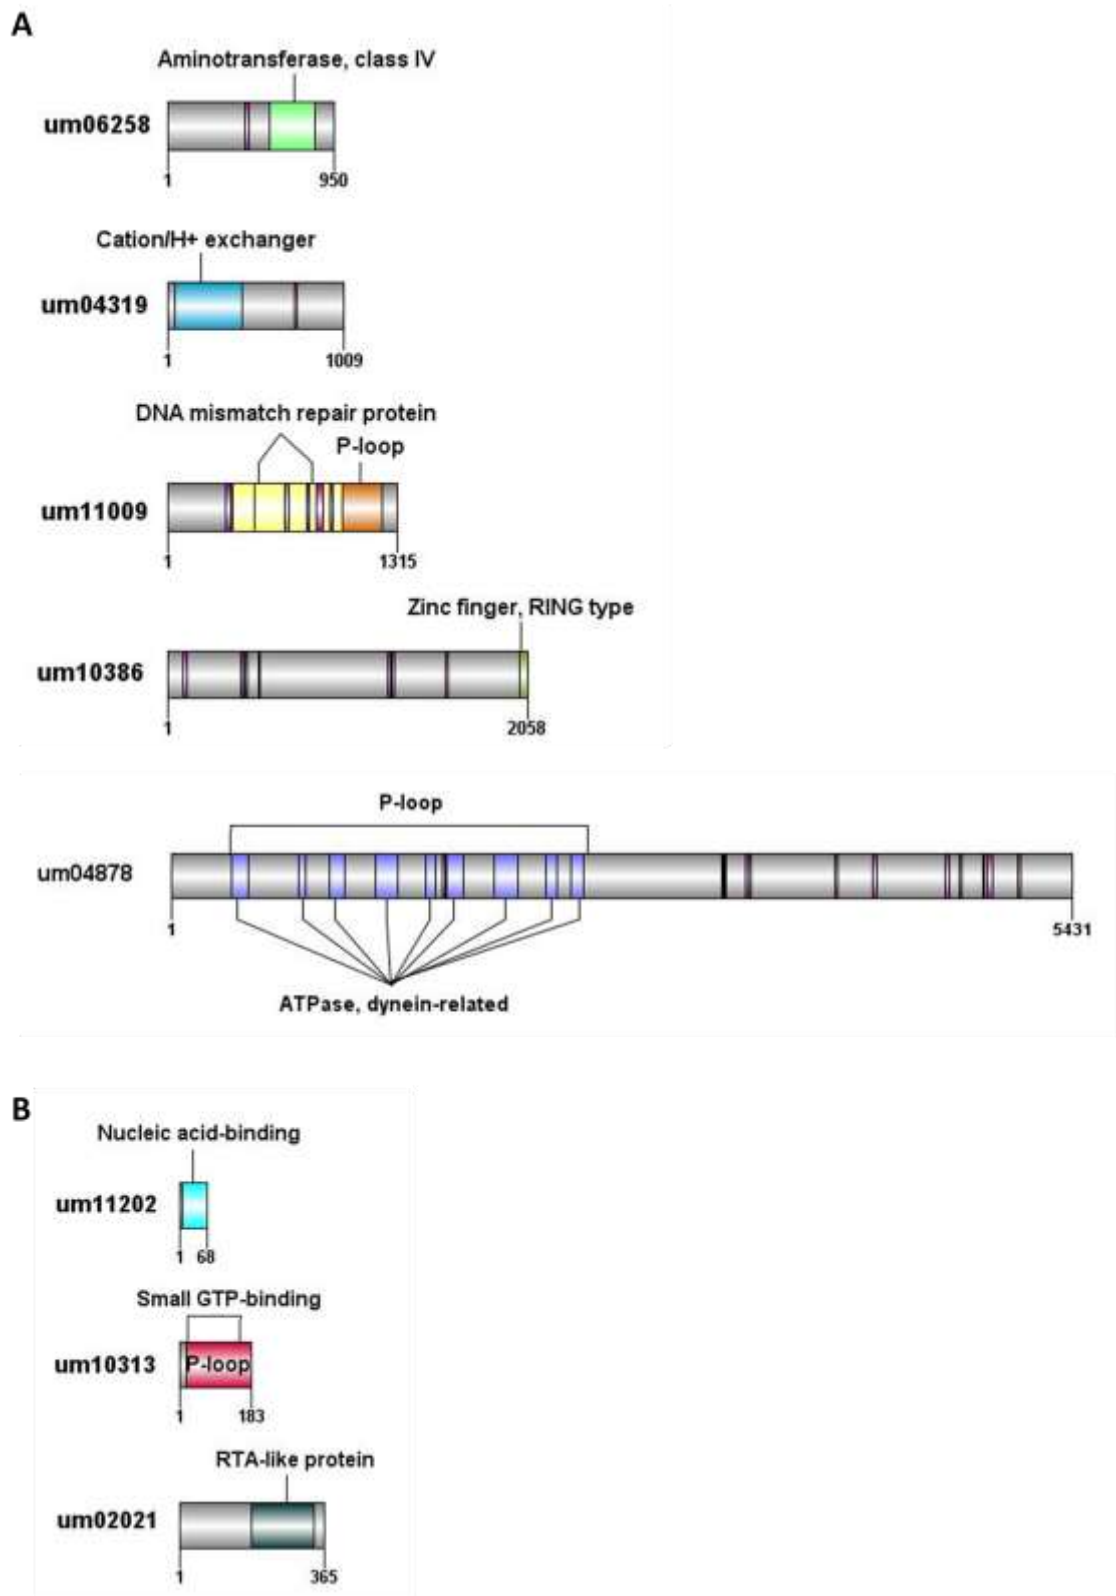 A
Aminotransferase, class IV
um06258
1 950
Cation/H+ exchanger
um04319
1 1009
DNA mismatch repair protein
P-loop
um11009
1 1315
Zinc finger, RING type
um10386
1 2058
P-loop
um04878
1 5431
ATPase, dynein-related
B
Nucleic acid-binding
um11202
1 68
Small GTP-binding
um10313 P-loop
1 183
RTA-like protein
um02021
1 365